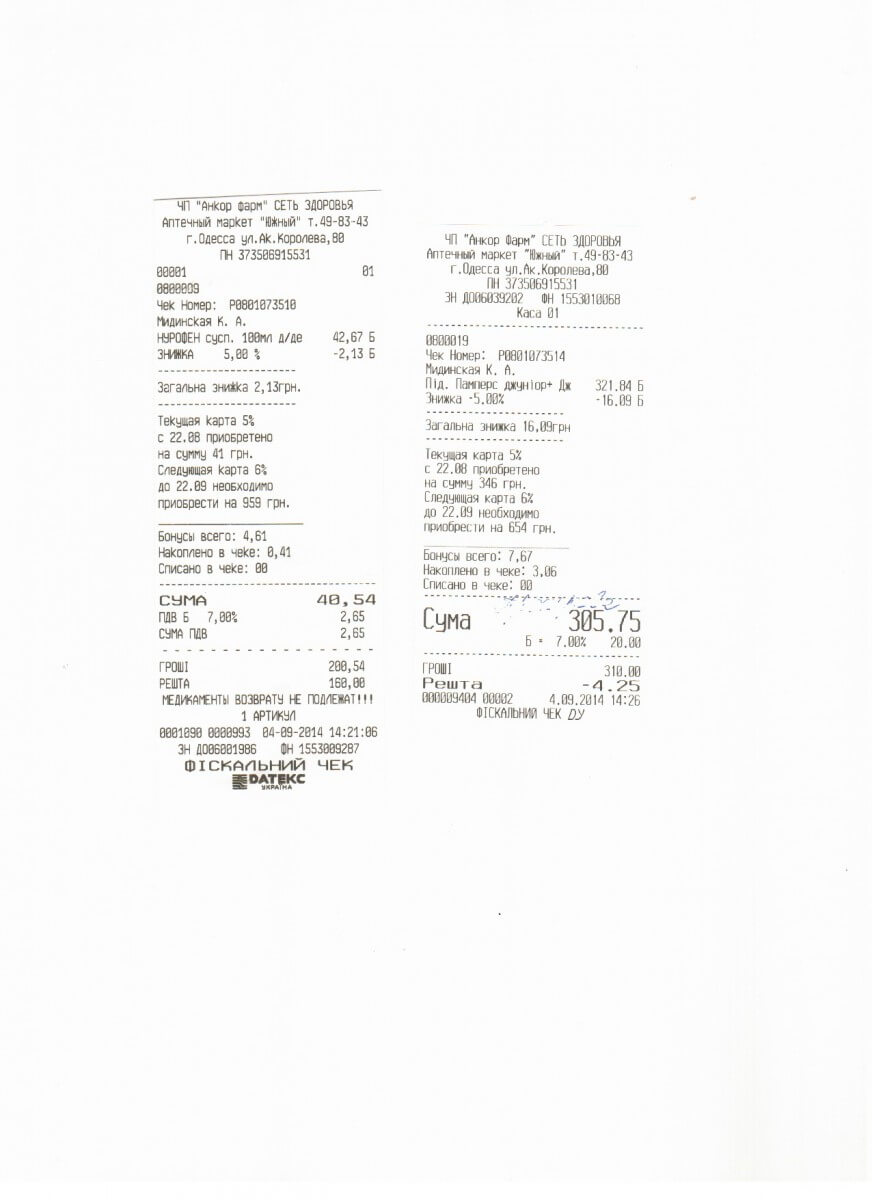 ЧП "Анкор фарм" СЕТЬ ЗДОРОВЬЯ
Аптечный маркет "Южный" т.49-83-43
г.Одесса ул.Ак.Королева,80
ПН 373506915531
00001 01
0800009
Чек Номер: P0801073510
Мидинская К. А.
НУРОФЕН сусп. 100мл д/де 42,67 Б
ЗНИЖКА 5,00 % -2,13 Б
Загальна знижка 2,13грн.
Текущая карта 5%
с 22.08 приобретено
на сумму 41 грн.
Следующая карта 6%
до 22.09 необходимо
приобрести на 959 грн.
Бонусы всего: 4,61
Накоплено в чеке: 0,41
Списано в чеке: 00
СУМА 40,54
ПДВ Б 7,00% 2,65
СУМА ПДВ 2,65
ГРОШІ 200,54
РЕШТА 160,00
МЕДИКАМЕНТЫ ВОЗВРАТУ НЕ ПОДЛЕЖАТ!!!
1 АРТИКУЛ
0001090 0000993 04-09-2014 14:21:06
ЗН ДО06001986 ФН 1553009287
ФІСКАЛЬНИЙ ЧЕК
DATEКС
УКРАЇНА
ЧП "Анкор Фарм" СЕТЬ ЗДОРОВЬЯ
Аптечный маркет "Южный" т.49-83-43
г.Одесса ул.Ак.Королева,80
ПН 373506915531
ЗН ДО06039202 ФН 1553010068
Каса 01
0800019
Чек Номер: P0801073514
Мидинская К. А.
Під. Памперс джуніор+ Дж 321.84 Б
Знижка -5.00% -16.09 Б
Загальна знижка 16,09грн
Текущая карта 5%
с 22.08 приобретено
на сумму 346 грн.
Следующая карта 6%
до 22.09 необходимо
приобрести на 654 грн.
Бонусы всего: 7,67
Накоплено в чеке: 3,06
Списано в чеке: 00
Сума 305.75
Б = 7.00% 20.00
ГРОШІ 310.00
Решта -4.25
000009404 00002 4.09.2014 14:26
ФІСКАЛЬНИЙ ЧЕК